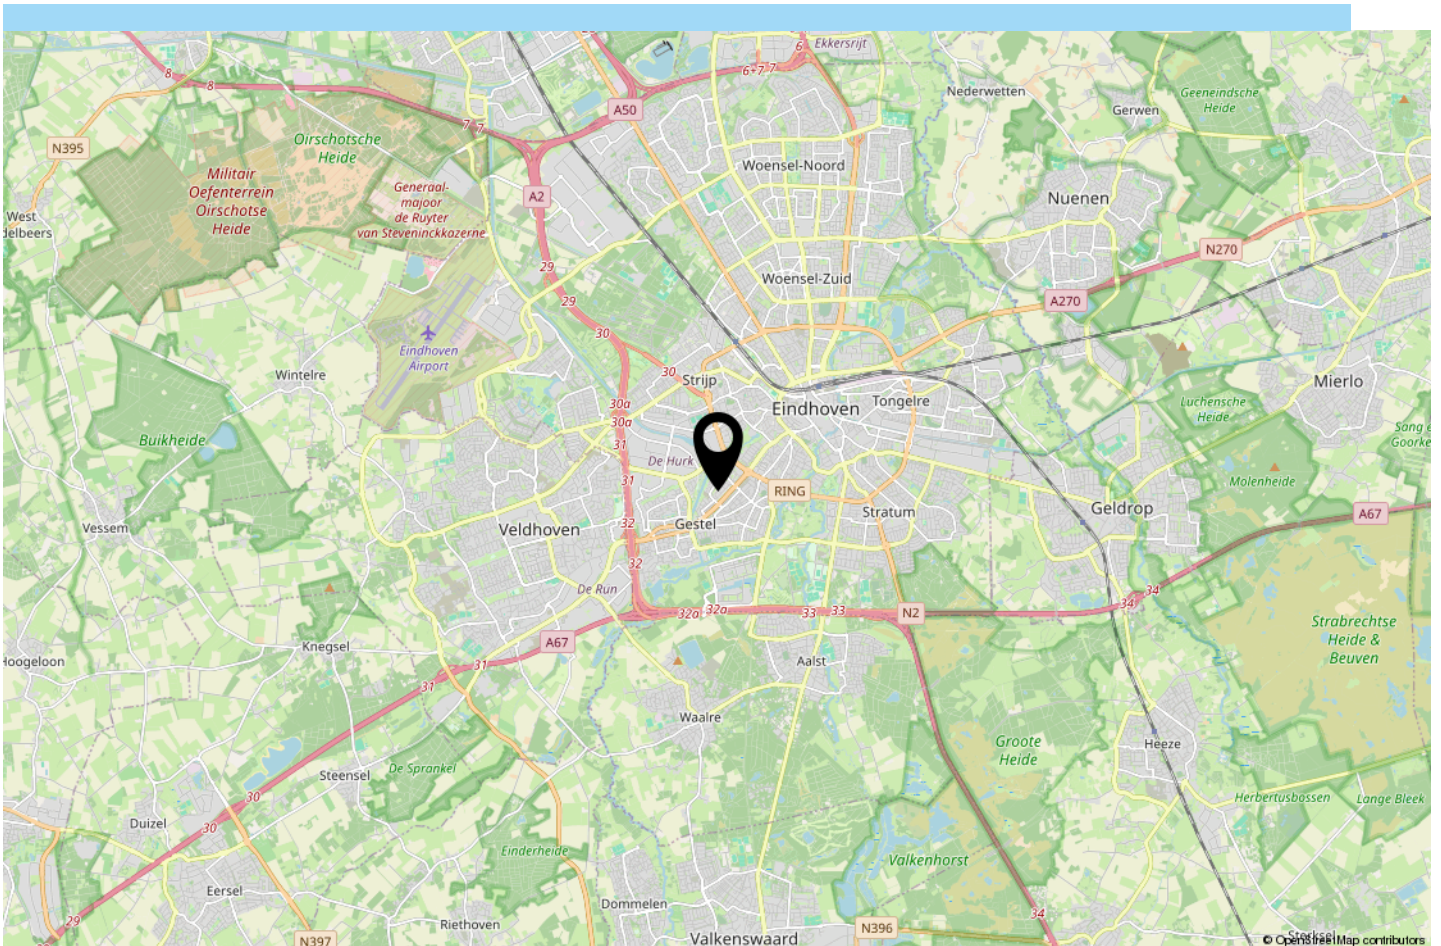 Ekkersrijt
6
6+7
7
8
8
A50
Nederwetten
Geeneindsche
Heide
Gerwen
7
7
N395
Oirschotsche
Heide
Woensel-Noord
Militair
Oefenterrein
Oirschotse
Heide
Generaal-
majoor
de Ruyter
van Steveninckkazerne
A2
Nuenen
West
delbeers
N270
29
Woensel-Zuid
29
A270
30
Eindhoven
Airport
Wintelre
30
Strijp
Mierlo
30a
Eindhoven
Tongelre
Luchensche
Heide
30a
31
Buikheide
Sang e
Goorke
De Hurk
31
RING
Molenheide
Geldrop
A67
Vessem
Veldhoven
32
Gestel
Stratum
32
De Run
34
34
32a
32a
33
33
N2
Strabrechtse
Heide &
Beuven
A67
Knegsel
Hoogeloon
31
31
Aalst
Waalre
Groote
Heide
Heeze
Steensel
De Sprankel
30
Herbertusbossen
Lange Bleek
Duizel
30
Einderheide
Valkenhorst
Eersel
Dommelen
34
29
Riethoven
N396
N397
Valkenswaard
Sterksel
© OpenStreetMap contributors